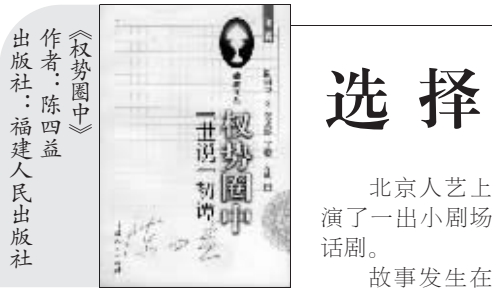 《权势圈中》
作者：陈四益
出版社：福建人民出版社
权势圈中
选择
北京人艺上
演了一出小剧场
话剧。
故事发生在